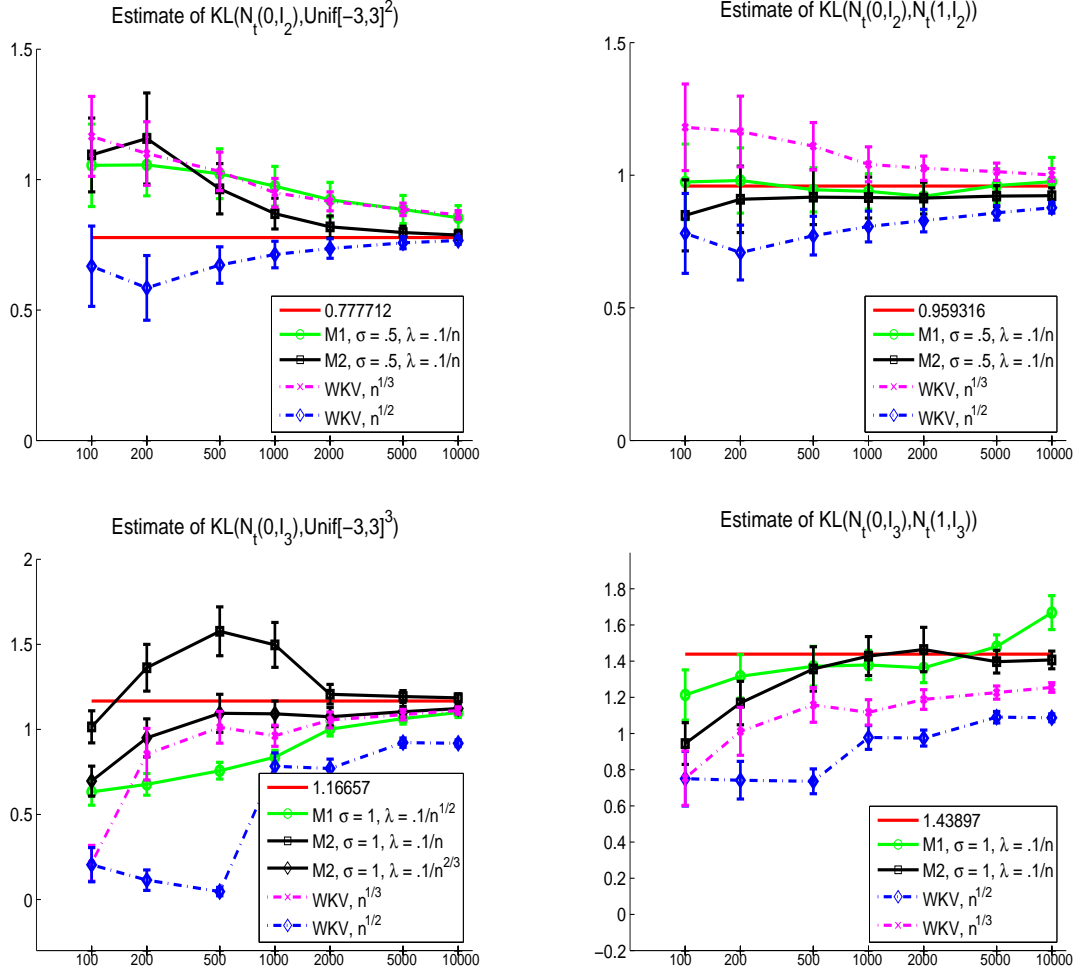 Estimate of KL(N_t(0,I_2),Unif[-3,3]^2)
1.5
1
0.5
0
100 200 500 1000 2000 5000 10000
0.777712
M1, σ = .5, λ = .1/n
M2, σ = .5, λ = .1/n
WKV, n^{1/3}
WKV, n^{1/2}
Estimate of KL(N_t(0,I_2),N_t(1,I_2))
1.5
1
0.5
0
100 200 500 1000 2000 5000 10000
0.959316
M1, σ = .5, λ = .1/n
M2, σ = .5, λ = .1/n
WKV, n^{1/3}
WKV, n^{1/2}
Estimate of KL(N_t(0,I_3),Unif[-3,3]^3)
2
1.5
1
0.5
0
100 200 500 1000 2000 5000 10000
1.16657
M1 σ = 1, λ = .1/n^{1/2}
M2, σ = 1, λ = .1/n
M2, σ = 1, λ = .1/n^{2/3}
WKV, n^{1/3}
WKV, n^{1/2}
Estimate of KL(N_t(0,I_3),N_t(1,I_3))
1.8
1.6
1.4
1.2
1
0.8
0.6
0.4
0.2
0
−0.2
100 200 500 1000 2000 5000 10000
1.43897
M1, σ = 1, λ = .1/n
M2, σ = 1, λ = .1/n
WKV, n^{1/2}
WKV, n^{1/3}